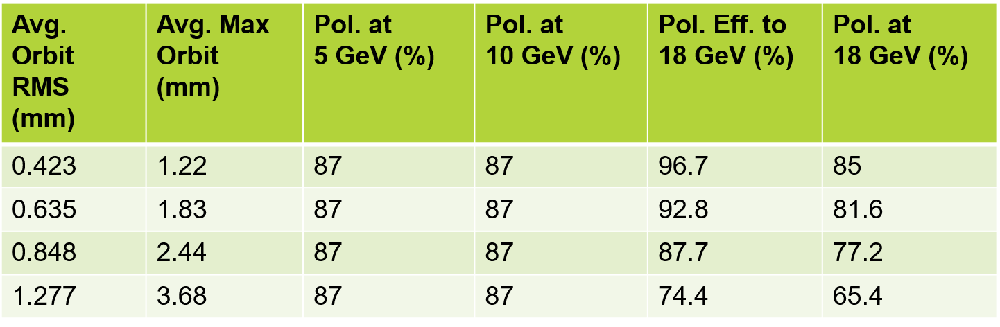 Avg. Orbit RMS (mm) Avg. Max Orbit (mm) Pol. at 5 GeV (%) Pol. at 10 GeV (%) Pol. Eff. to 18 GeV (%) Pol. at 18 GeV (%)
0.423 1.22 87 87 96.7 85
0.635 1.83 87 87 92.8 81.6
0.848 2.44 87 87 87.7 77.2
1.277 3.68 87 87 74.4 65.4